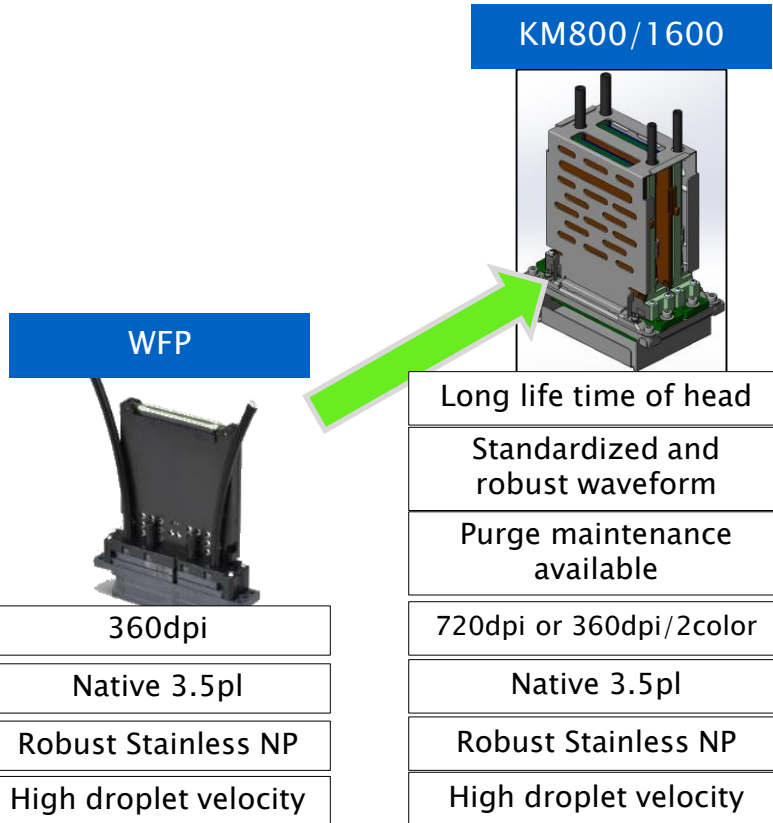 KM800/1600
WFP
Long life time of head
Standardized and
robust waveform
Purge maintenance
available
360dpi
720dpi or 360dpi/2color
Native 3.5pl
Native 3.5pl
Robust Stainless NP
Robust Stainless NP
High droplet velocity
High droplet velocity